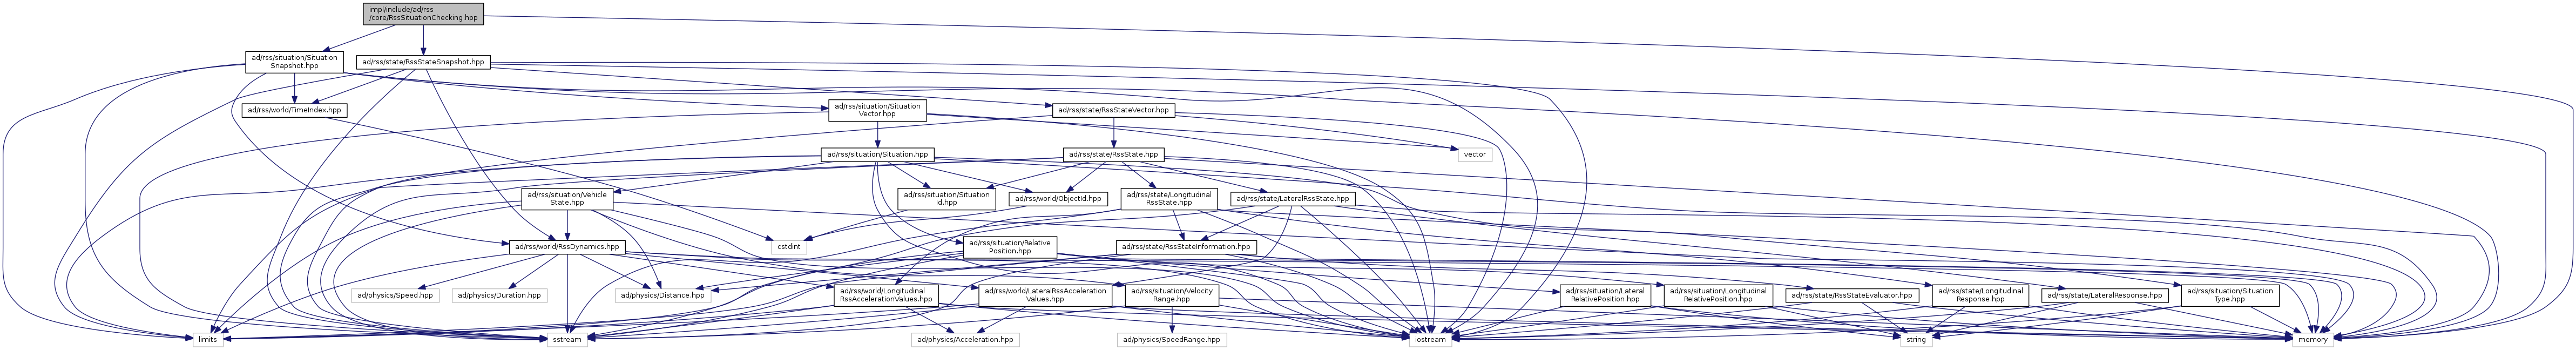 impl/include/ad/rss
/core/RssSituationChecking.hpp
ad/rss/situation/Situation
Snapshot.hpp
ad/rss/state/RssStateSnapshot.hpp
ad/rss/world/TimeIndex.hpp
ad/rss/situation/Situation
Vector.hpp
ad/rss/state/RssStateVector.hpp
ad/rss/situation/Situation.hpp
ad/rss/state/RssState.hpp
vector
ad/rss/situation/Vehicle
State.hpp
ad/rss/situation/Situation
Id.hpp
ad/rss/world/ObjectId.hpp
ad/rss/state/Longitudinal
RssState.hpp
ad/rss/state/LateralRssState.hpp
ad/rss/world/RssDynamics.hpp
cstdint
ad/rss/situation/Relative
Position.hpp
ad/rss/state/RssStateInformation.hpp
ad/physics/Speed.hpp
ad/physics/Duration.hpp
ad/physics/Distance.hpp
ad/rss/world/Longitudinal
RssAccelerationValues.hpp
ad/rss/world/LateralRssAcceleration
Values.hpp
ad/rss/situation/Velocity
Range.hpp
ad/rss/situation/Lateral
RelativePosition.hpp
ad/rss/situation/Longitudinal
RelativePosition.hpp
ad/rss/state/RssStateEvaluator.hpp
ad/rss/state/Longitudinal
Response.hpp
ad/rss/state/LateralResponse.hpp
ad/rss/situation/Situation
Type.hpp
limits
sstream
ad/physics/Acceleration.hpp
ad/physics/SpeedRange.hpp
iostream
string
memory